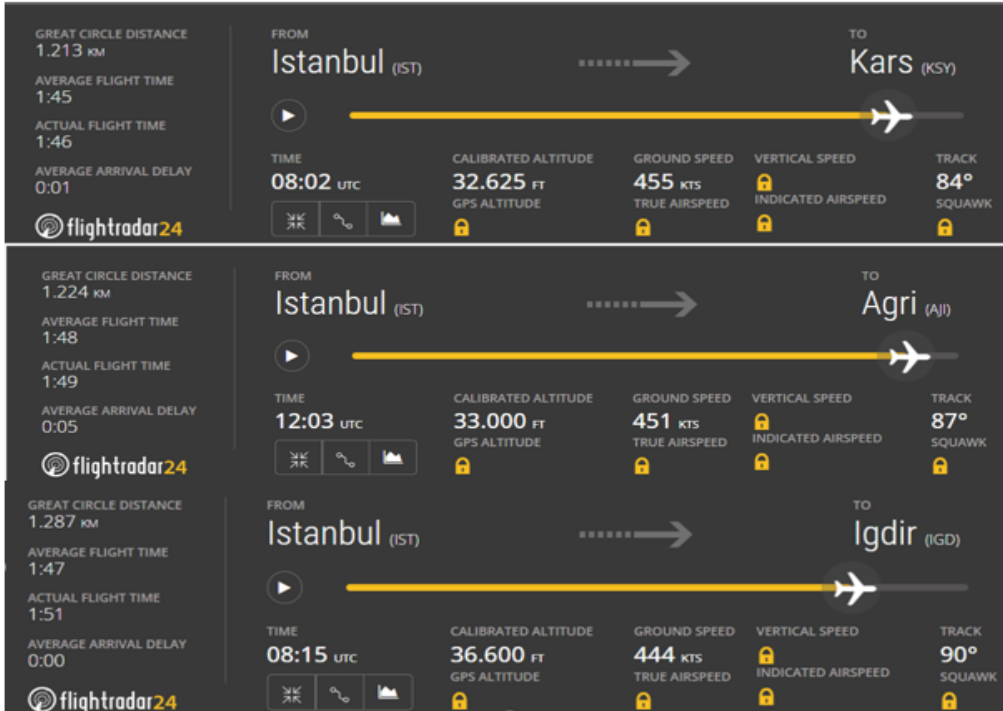 GREAT CIRCLE DISTANCE
1.213 KM
AVERAGE FLIGHT TIME
1:45
ACTUAL FLIGHT TIME
1:46
AVERAGE ARRIVAL DELAY
0:01
flightradar24
FROM
Istanbul (IST)
TO
Kars (KSY)
TIME
08:02 UTC
CALIBRATED ALTITUDE
32.625 FT
GPS ALTITUDE
GROUND SPEED
455 KTS
TRUE AIRSPEED
VERTICAL SPEED
INDICATED AIRSPEED
TRACK
84°
SQUAWK
GREAT CIRCLE DISTANCE
1.224 KM
AVERAGE FLIGHT TIME
1:48
ACTUAL FLIGHT TIME
1:49
AVERAGE ARRIVAL DELAY
0:05
flightradar24
FROM
Istanbul (IST)
TO
Agri (AJI)
TIME
12:03 UTC
CALIBRATED ALTITUDE
33.000 FT
GPS ALTITUDE
GROUND SPEED
451 KTS
TRUE AIRSPEED
VERTICAL SPEED
INDICATED AIRSPEED
TRACK
87°
SQUAWK
GREAT CIRCLE DISTANCE
1.287 KM
AVERAGE FLIGHT TIME
1:47
ACTUAL FLIGHT TIME
1:51
AVERAGE ARRIVAL DELAY
0:00
flightradar24
FROM
Istanbul (IST)
TO
Igdir (IGD)
TIME
08:15 UTC
CALIBRATED ALTITUDE
36.600 FT
GPS ALTITUDE
GROUND SPEED
444 KTS
TRUE AIRSPEED
VERTICAL SPEED
INDICATED AIRSPEED
TRACK
90°
SQUAWK